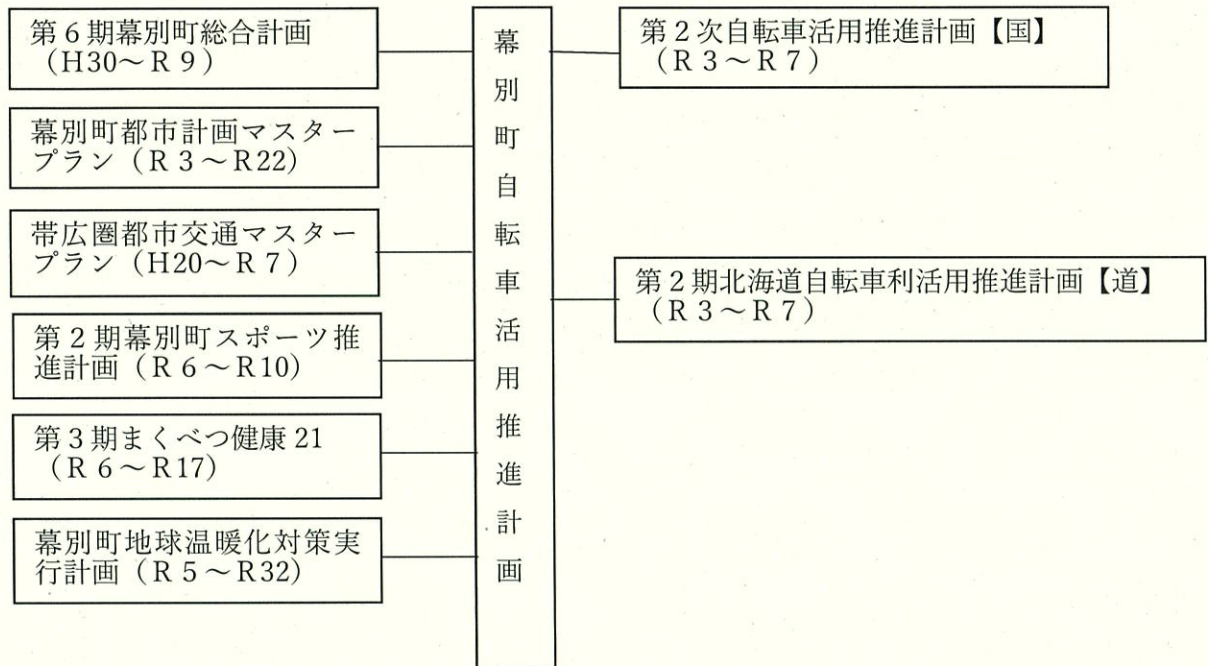 第６期幕別町総合計画
（H30～R９）
幕別町都市計画マスター
プラン（R３～R22）
帯広圏都市交通マスター
プラン（H20～R７）
第２期幕別町スポーツ推
進計画（R６～R10）
第３期まくべつ健康 21
（R６～R17）
幕別町地球温暖化対策実
行計画（R５～R32）
幕別町自転車活用推進計画
第２次自転車活用推進計画【国】
（R３～R７）
第２期北海道自転車利活用推進計画【道】
（R３～R７）